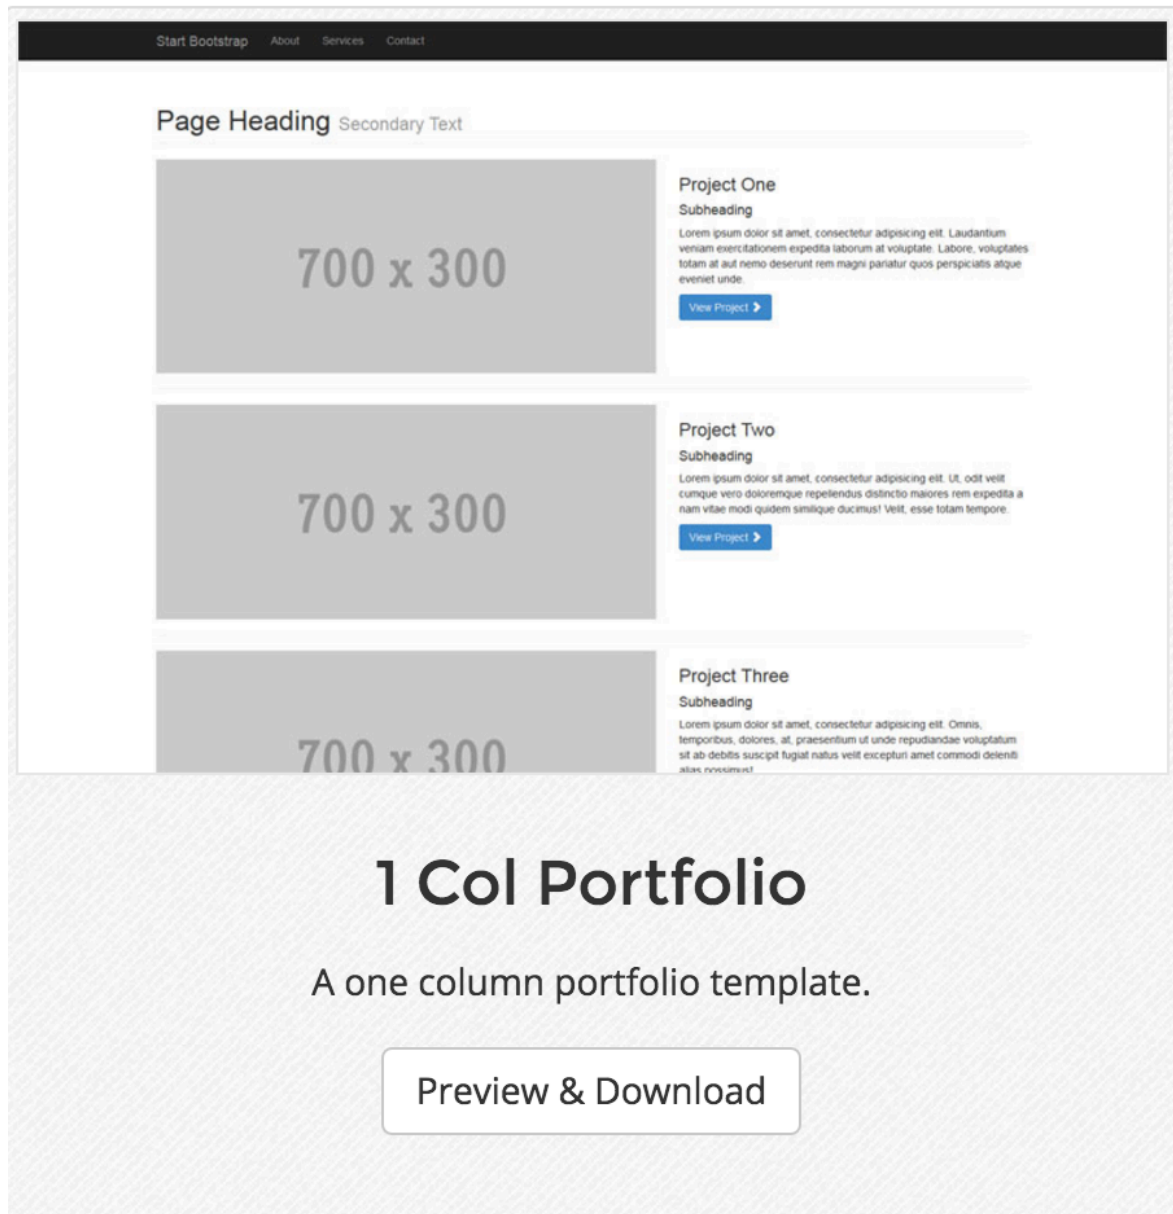 Start Bootstrap About Services Contact
Page Heading Secondary Text
700 x 300
Project One
Subheading
Lorem ipsum dolor sit amet, consectetur adipisicing elit. Laudantium
veniam exercitationem expedita laborum at voluptate. Labore, voluptates
totam at aut nemo deserunt rem magni pariatur quos perspiciatis atque
eveniet unde.
View Project
700 x 300
Project Two
Subheading
Lorem ipsum dolor sit amet, consectetur adipisicing elit. Ut, odit velit
cumque vero doloremque repellendus distinctio maiores rem expedita a
nam vitae modi quidem similique ducimus! Velit, esse totam tempore.
View Project
700 x 300
Project Three
Subheading
Lorem ipsum dolor sit amet, consectetur adipisicing elit. Omnis,
temporibus, dolores, at, praesentium ut unde repudiandae voluptatum
sit ab debitis suscipit fugiat natus velit excepturi amet commodi deleniti
alias possimus!
1 Col Portfolio
A one column portfolio template.
Preview & Download